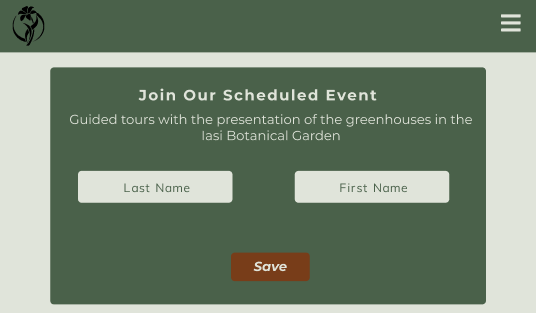 Join Our Scheduled Event
Guided tours with the presentation of the greenhouses in the
Iasi Botanical Garden
Last Name
First Name
Save